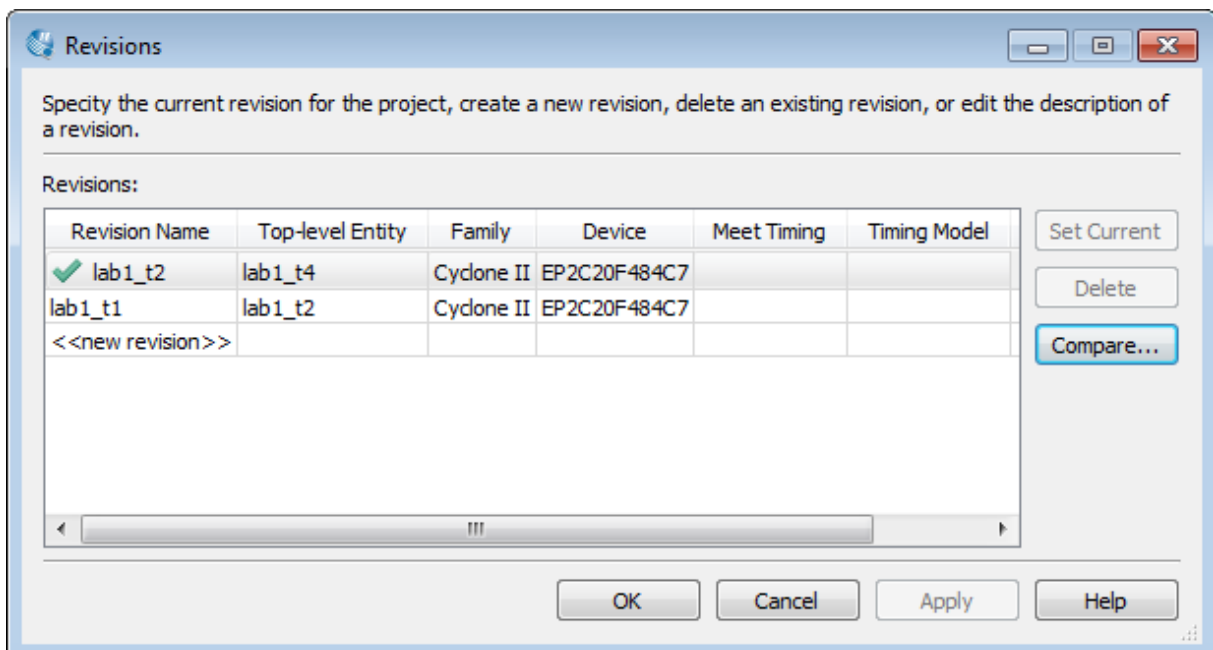 Revisions
Specity the current revision for the project, create a new revision, delete an existing revision, or edit the description of
a revision.
Revisions:
Revision Name Top-level Entity Family Device Meet Timing Timing Model
lab1_t2 lab1_t4 Cyclone II EP2C20F484C7
lab1_t1 lab1_t2 Cyclone II EP2C20F484C7
<<new revision>>
Set Current
Delete
Compare...
OK Cancel Apply Help